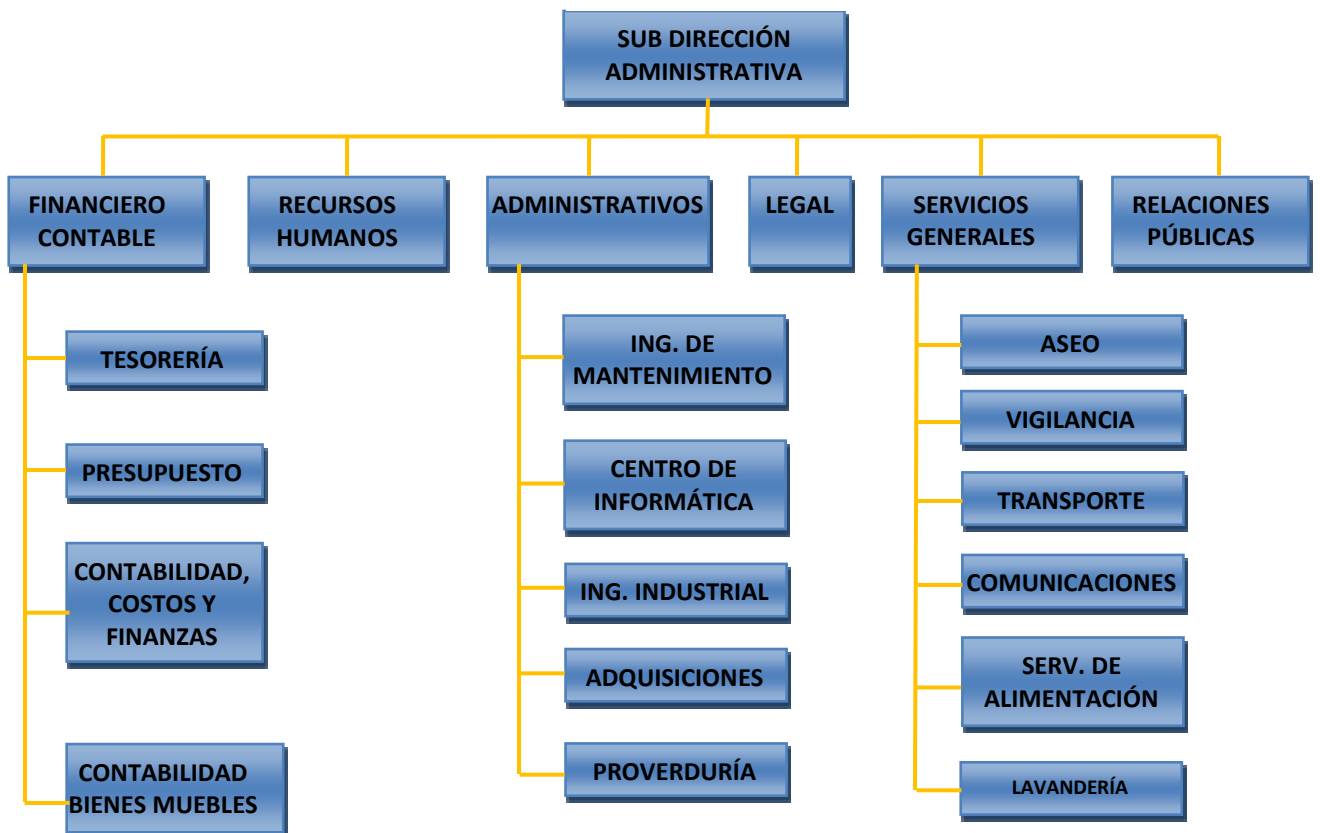 SUB DIRECCIÓN
ADMINISTRATIVA
FINANCIERO
CONTABLE
RECURSOS
HUMANOS
ADMINISTRATIVOS
LEGAL
SERVICIOS
GENERALES
RELACIONES
PÚBLICAS
TESORERÍA
PRESUPUESTO
CONTABILIDAD,
COSTOS Y
FINANZAS
CONTABILIDAD
BIENES MUEBLES
ING. DE
MANTENIMIENTO
CENTRO DE
INFORMÁTICA
ING. INDUSTRIAL
ADQUISICIONES
PROVERDURÍA
ASEO
VIGILANCIA
TRANSPORTE
COMUNICACIONES
SERV. DE
ALIMENTACIÓN
LAVANDERÍA